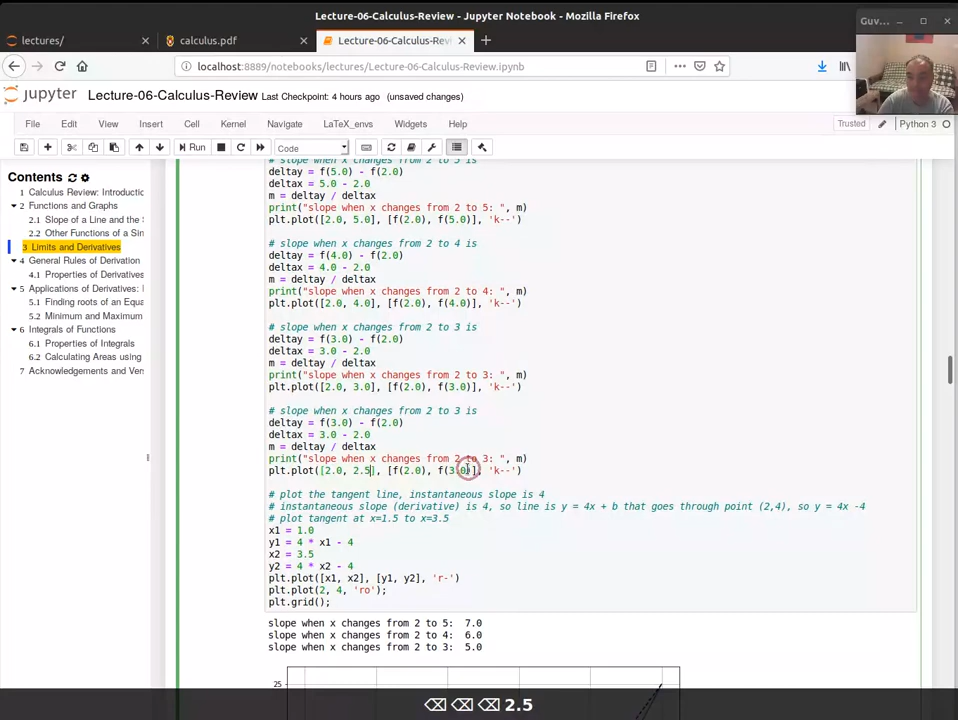 Lecture-06-Calculus-Review - Jupyter Notebook - Mozilla Firefox
Guv...
lectures/
calculus.pdf
Lecture-06-Calculus-Revi
localhost:8889/notebooks/lectures/Lecture-06-Calculus-Review.ipynb
jupyter Lecture-06-Calculus-Review Last Checkpoint: 4 hours ago (unsaved changes)
File Edit View Insert Cell Kernel Navigate LaTeX_envs Widgets Help Trusted Python 3
Run Code
Contents
1 Calculus Review: Introductic
2 Functions and Graphs
2.1 Slope of a Line and the S
2.2 Other Functions of a Sin
3 Limits and Derivatives
4 General Rules of Derivation
4.1 Properties of Derivatives
5 Applications of Derivatives: I
5.1 Finding roots of an Equa
5.2 Minimum and Maximum
6 Integrals of Functions
6.1 Properties of Integrals
6.2 Calculating Areas using
7 Acknowledgements and Vers
# slope when x changes from 2 to 5 is
deltay = f(5.0) - f(2.0)
deltax = 5.0 - 2.0
m = deltay / deltax
print("slope when x changes from 2 to 5: ", m)
plt.plot([2.0, 5.0], [f(2.0), f(5.0)], 'k--')
# slope when x changes from 2 to 4 is
deltay = f(4.0) - f(2.0)
deltax = 4.0 - 2.0
m = deltay / deltax
print("slope when x changes from 2 to 4: ", m)
plt.plot([2.0, 4.0], [f(2.0), f(4.0)], 'k--')
# slope when x changes from 2 to 3 is
deltay = f(3.0) - f(2.0)
deltax = 3.0 - 2.0
m = deltay / deltax
print("slope when x changes from 2 to 3: ", m)
plt.plot([2.0, 3.0], [f(2.0), f(3.0)], 'k--')
# slope when x changes from 2 to 3 is
deltay = f(3.0) - f(2.0)
deltax = 3.0 - 2.0
m = deltay / deltax
print("slope when x changes from 2 to 3: ", m)
plt.plot([2.0, 2.5], [f(2.0), f(3.0)], 'k--')
# plot the tangent line, instantaneous slope is 4
# instantaneous slope (derivative) is 4, so line is y = 4x + b that goes through point (2,4), so y = 4x -4
# plot tangent at x=1.5 to x=3.5
x1 = 1.0
y1 = 4 * x1 - 4
x2 = 3.5
y2 = 4 * x2 - 4
plt.plot([x1, x2], [y1, y2], 'r-')
plt.plot(2, 4, 'ro');
plt.grid();
slope when x changes from 2 to 5:  7.0
slope when x changes from 2 to 4:  6.0
slope when x changes from 2 to 3:  5.0
25
2.5